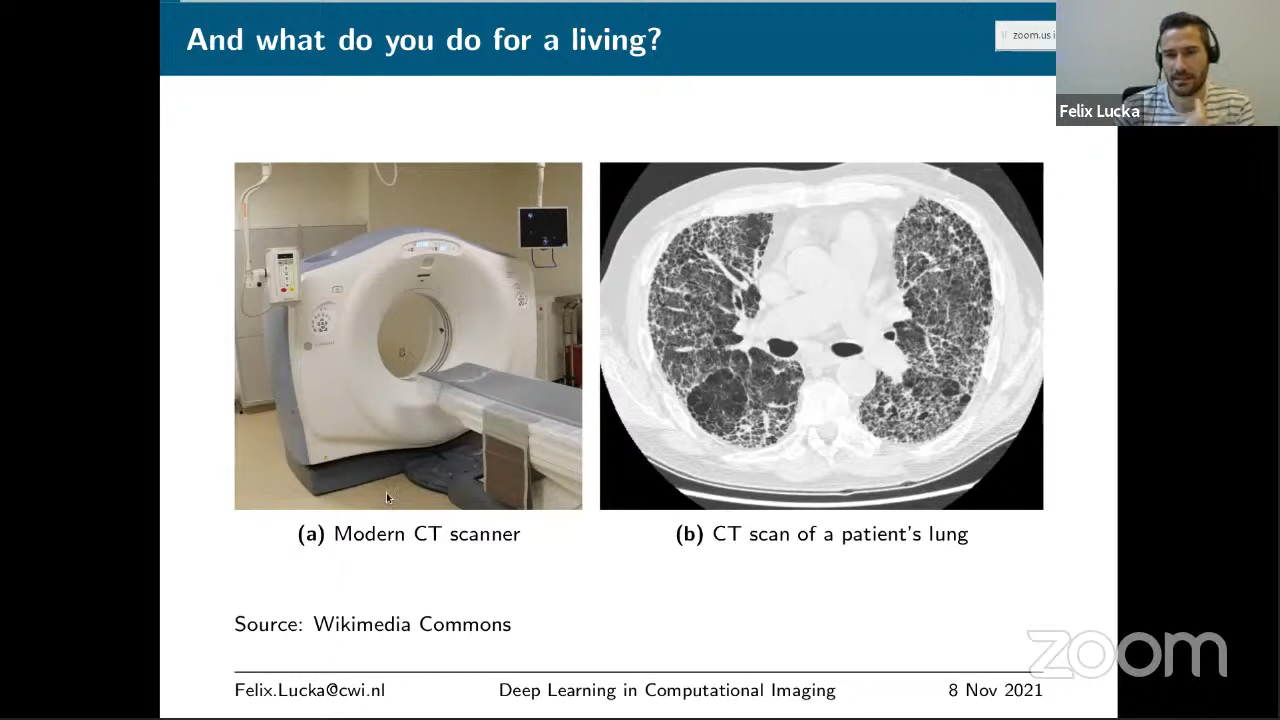 And what do you do for a living?
zoom.us i
Felix Lucka
(a) Modern CT scanner
(b) CT scan of a patient's lung
Source: Wikimedia Commons
zoom
Felix.Lucka@cwi.nl
Deep Learning in Computational Imaging
8 Nov 2021